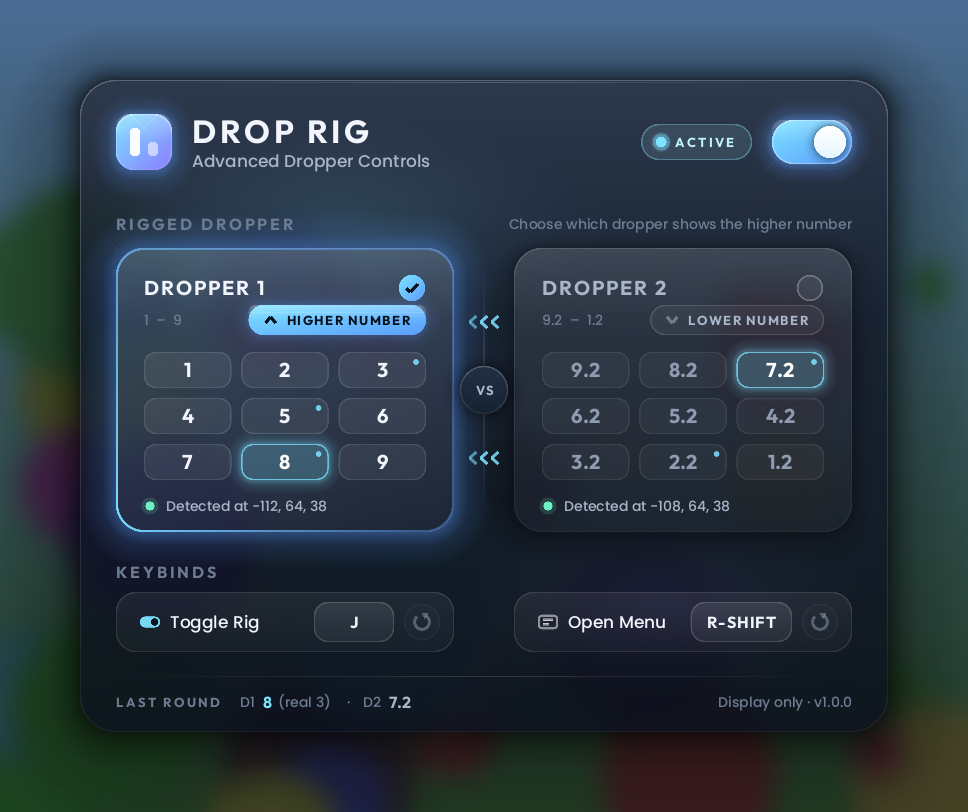 DROP RIG
Advanced Dropper Controls
ACTIVE
RIGGED DROPPER
Choose which dropper shows the higher number
DROPPER 1
1 – 9
HIGHER NUMBER
1 2 3
4 5 6
7 8 9
Detected at -112, 64, 38
VS
DROPPER 2
9.2 – 1.2
LOWER NUMBER
9.2 8.2 7.2
6.2 5.2 4.2
3.2 2.2 1.2
Detected at -108, 64, 38
KEYBINDS
Toggle Rig J
Open Menu R-SHIFT
LAST ROUND D1 8 (real 3) · D2 7.2
Display only · v1.0.0